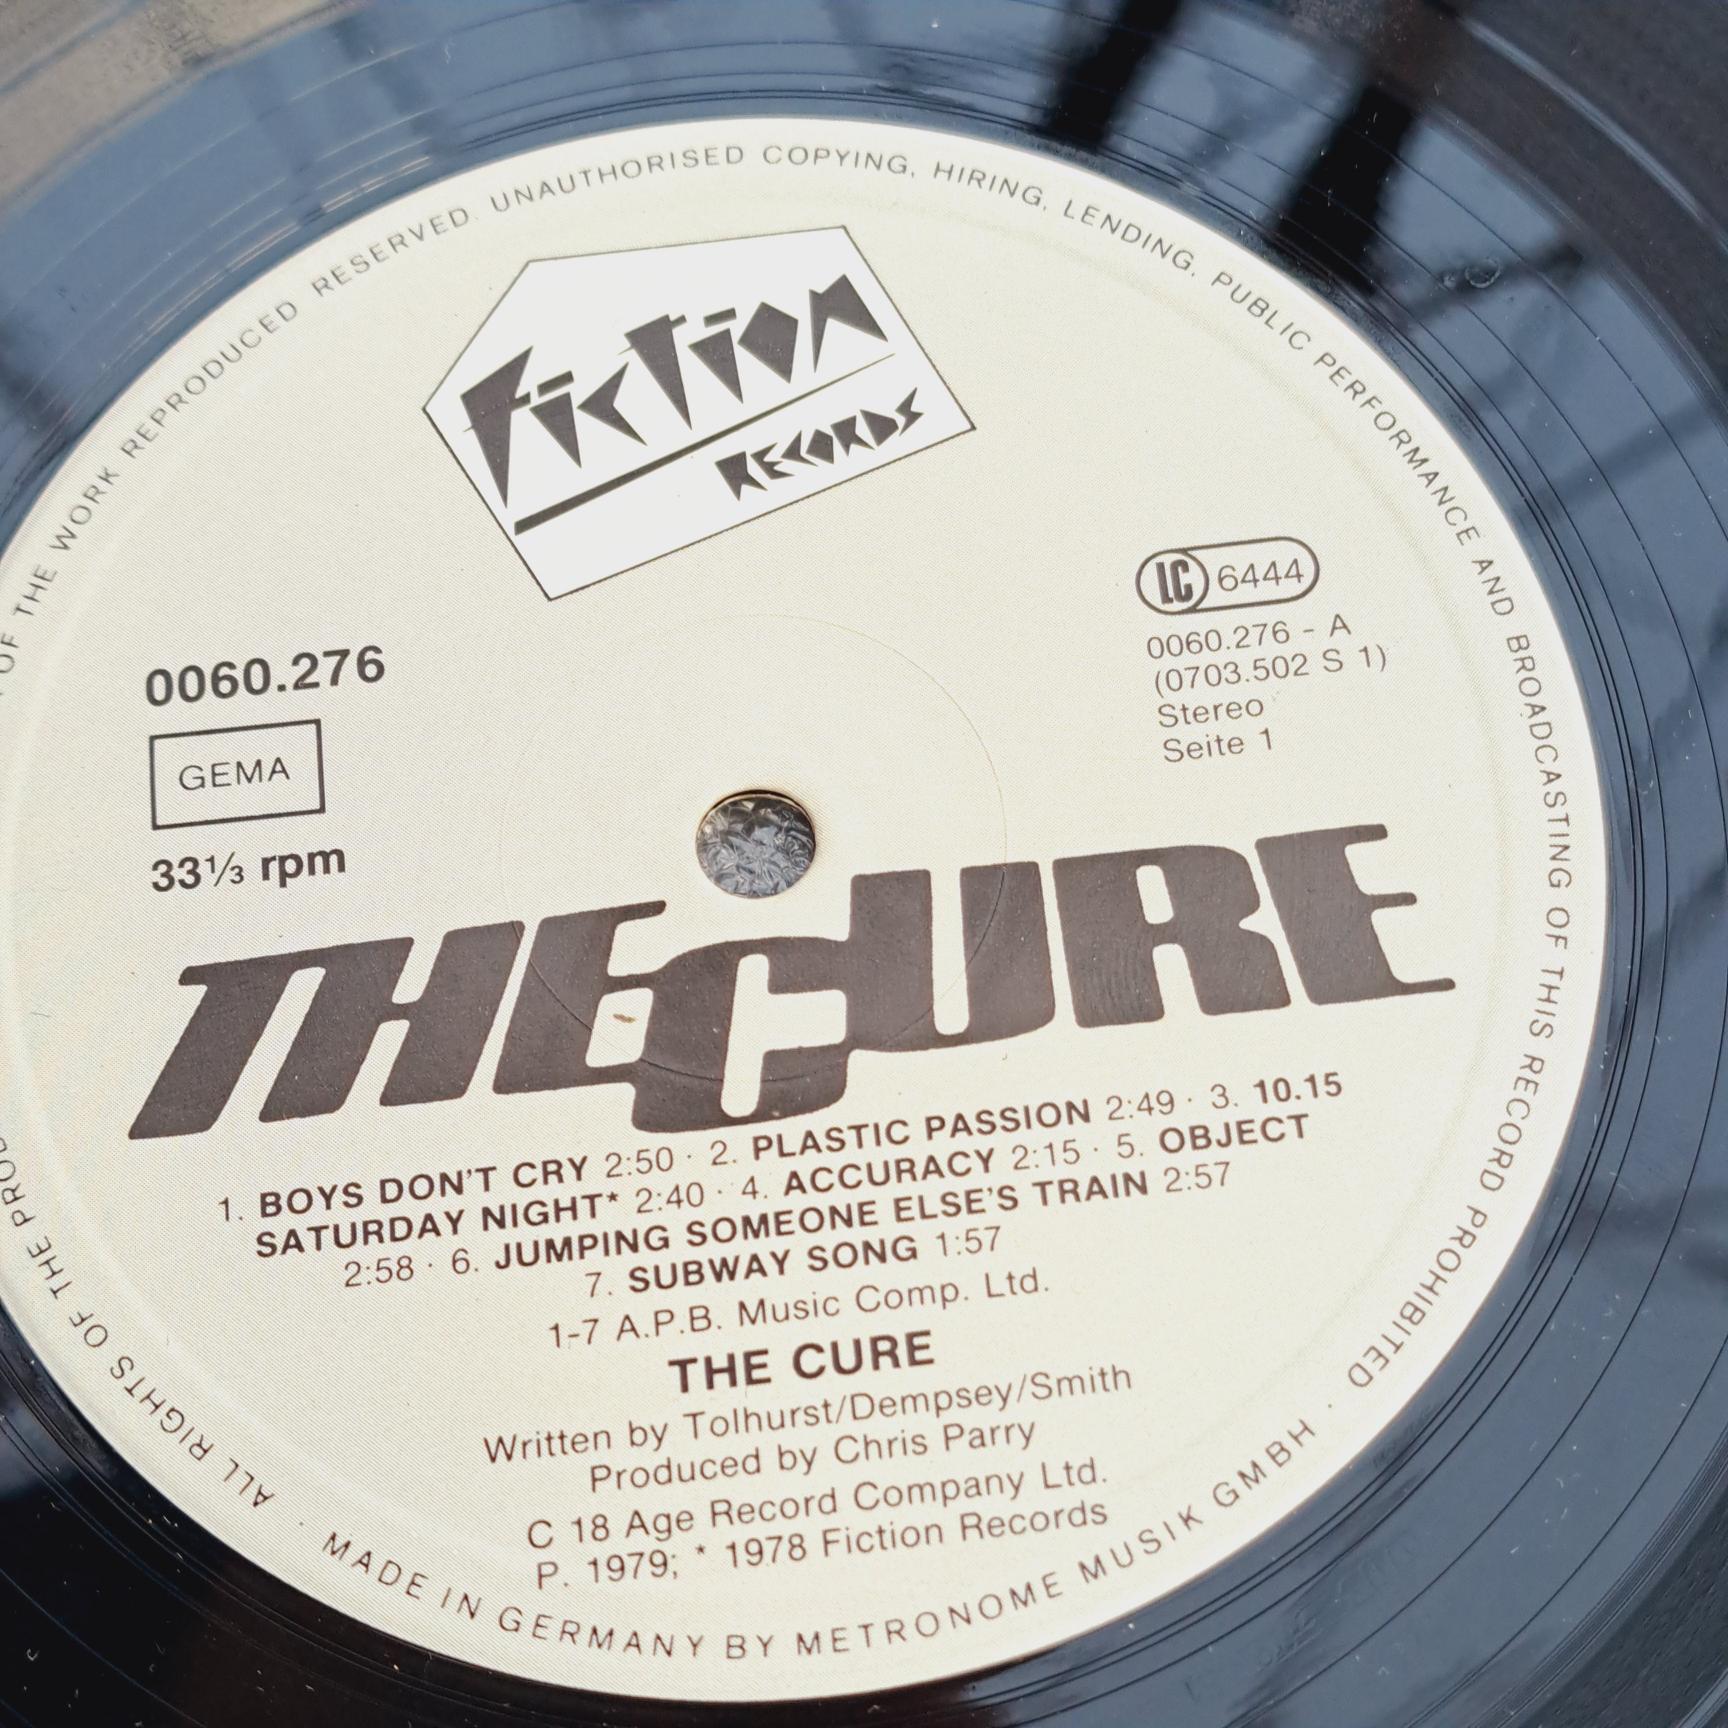 ALL RIGHTS OF THE OF THE WORK REPRODUCED RESERVED. UNAUTHORISED COPYING, HIRING, LENDING, PUBLIC PERFORMANCE AND BROADCASTING OF THIS RECORD PROHIBITED ·
Fiction
RECORDS
LC 6444
0060.276 - A
(0703.502 S 1)
Stereo
Seite 1
0060.276
GEMA
33⅓ rpm
THE CURE
1. BOYS DON'T CRY 2:50 · 2. PLASTIC PASSION 2:49 · 3. 10.15
SATURDAY NIGHT* 2:40 · 4. ACCURACY 2:15 · 5. OBJECT
2:58 · 6. JUMPING SOMEONE ELSE'S TRAIN 2:57
7. SUBWAY SONG 1:57
1-7 A.P.B. Music Comp. Ltd.
THE CURE
Written by Tolhurst/Dempsey/Smith
Produced by Chris Parry
C 18 Age Record Company Ltd.
P. 1979; * 1978 Fiction Records
· MADE IN GERMANY BY METRONOME MUSIK GMBH ·